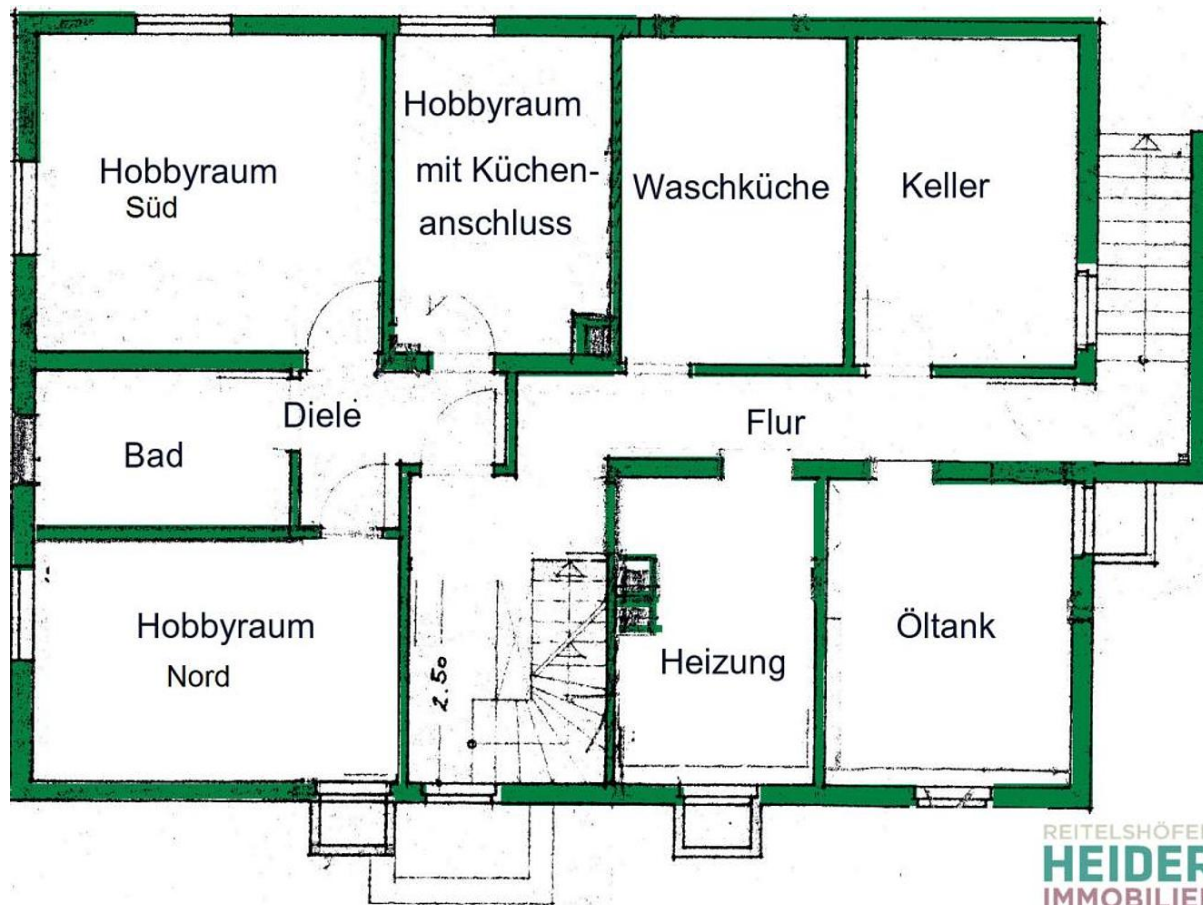 Hobbyraum
Süd
Hobbyraum
mit Küchen-
anschluss
Waschküche
Keller
Diele
Bad
Flur
Hobbyraum
Nord
2.50
Heizung
Öltank
REITELSHÖFER
HEIDER
IMMOBILIEN